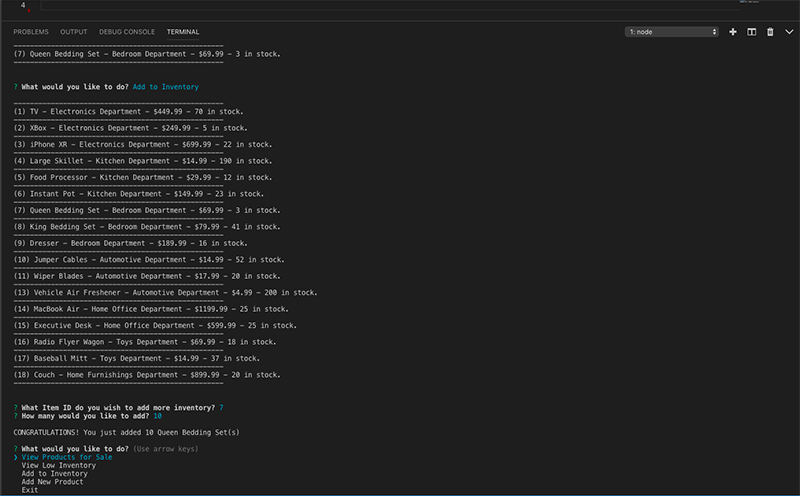 4
PROBLEMS OUTPUT DEBUG CONSOLE TERMINAL 1: node
(7) Queen Bedding Set – Bedroom Department – $69.99 – 3 in stock.
? What would you like to do? Add to Inventory
(1) TV – Electronics Department – $449.99 – 70 in stock.
(2) XBox – Electronics Department – $249.99 – 5 in stock.
(3) iPhone XR – Electronics Department – $699.99 – 22 in stock.
(4) Large Skillet – Kitchen Department – $14.99 – 190 in stock.
(5) Food Processor – Kitchen Department – $29.99 – 12 in stock.
(6) Instant Pot – Kitchen Department – $149.99 – 23 in stock.
(7) Queen Bedding Set – Bedroom Department – $69.99 – 3 in stock.
(8) King Bedding Set – Bedroom Department – $79.99 – 41 in stock.
(9) Dresser – Bedroom Department – $189.99 – 16 in stock.
(10) Jumper Cables – Automotive Department – $14.99 – 52 in stock.
(11) Wiper Blades – Automotive Department – $17.99 – 20 in stock.
(13) Vehicle Air Freshener – Automotive Department – $4.99 – 200 in stock.
(14) MacBook Air – Home Office Department – $1199.99 – 25 in stock.
(15) Executive Desk – Home Office Department – $599.99 – 25 in stock.
(16) Radio Flyer Wagon – Toys Department – $69.99 – 18 in stock.
(17) Baseball Mitt – Toys Department – $14.99 – 37 in stock.
(18) Couch – Home Furnishings Department – $899.99 – 20 in stock.
? What Item ID do you wish to add more inventory? 7
? How many would you like to add? 10
CONGRATULATIONS! You just added 10 Queen Bedding Set(s)
? What would you like to do? (Use arrow keys)
❯ View Products for Sale
View Low Inventory
Add to Inventory
Add New Product
Exit